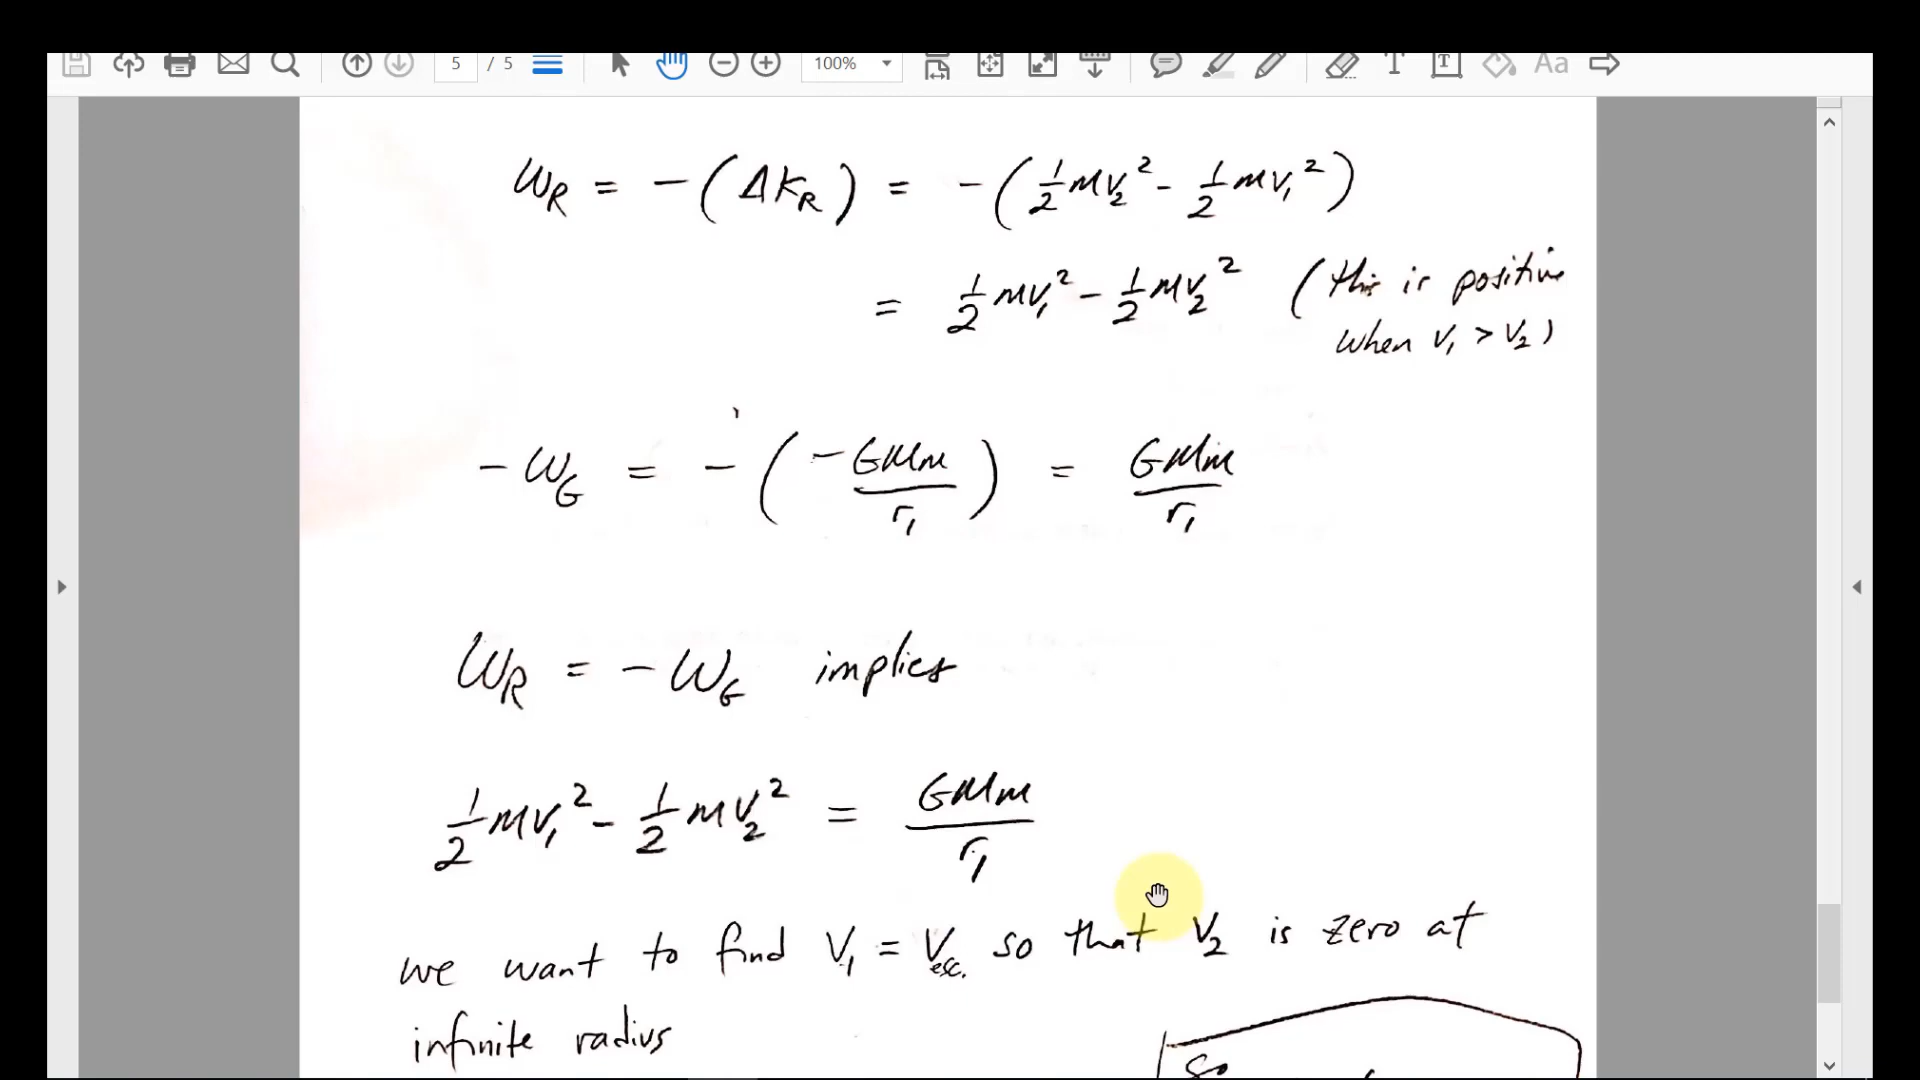 5 / 5 100% T T Aa
W_R = -(ΔK_R) = -(½mv₂² - ½mv₁²)
= ½mv₁² - ½mv₂² (this is positive
when v₁ > v₂)
-W_G = -(-GMm/r₁) = GMm/r₁
W_R = -W_G implies
½mv₁² - ½mv₂² = GMm/r₁
we want to find V₁ = V_esc. so that V₂ is zero at
infinite radius
So